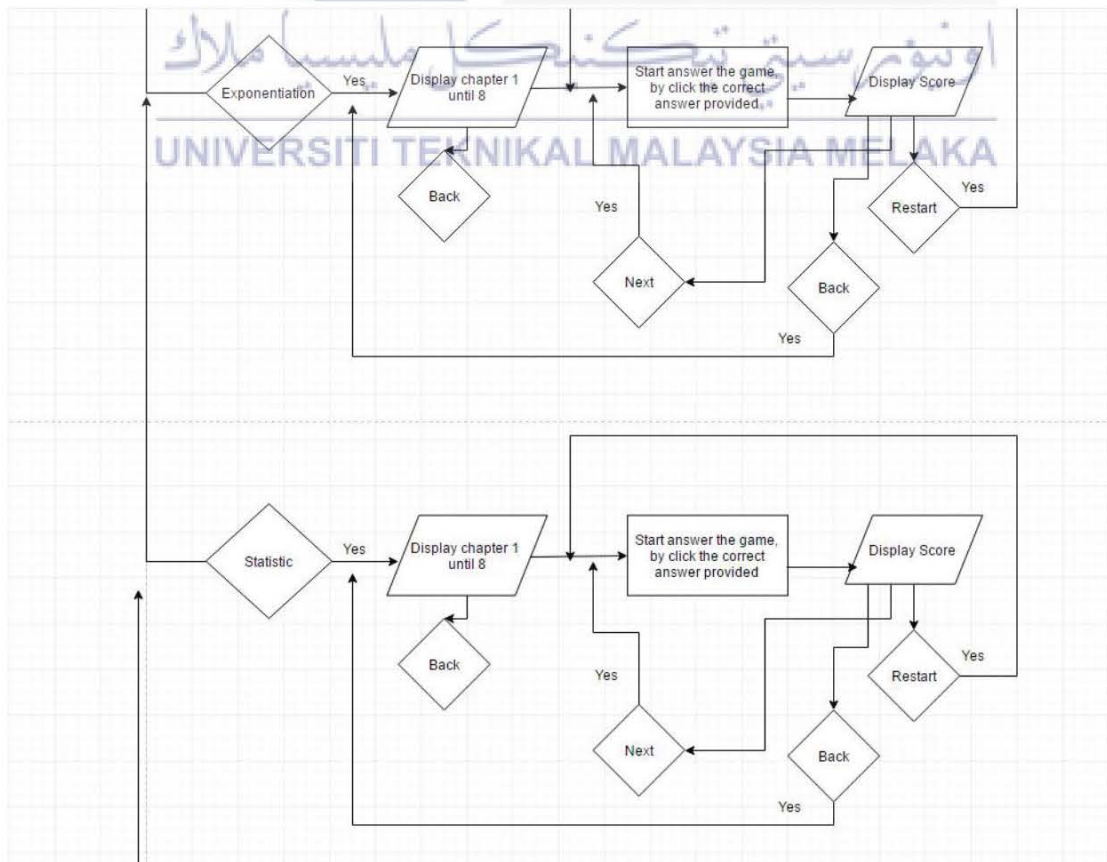 اونيۏرسيتي تيكنيكل مليسيا ملاك
UNIVERSITI TEKNIKAL MALAYSIA MELAKA
Exponentiation
Yes
Display chapter 1
until 8
Start answer the game,
by click the correct
answer provided
Display Score
Back
Yes
Next
Back
Yes
Restart
Yes
Statistic
Yes
Display chapter 1
until 8
Start answer the game,
by click the correct
answer provided
Display Score
Back
Yes
Next
Back
Yes
Restart
Yes